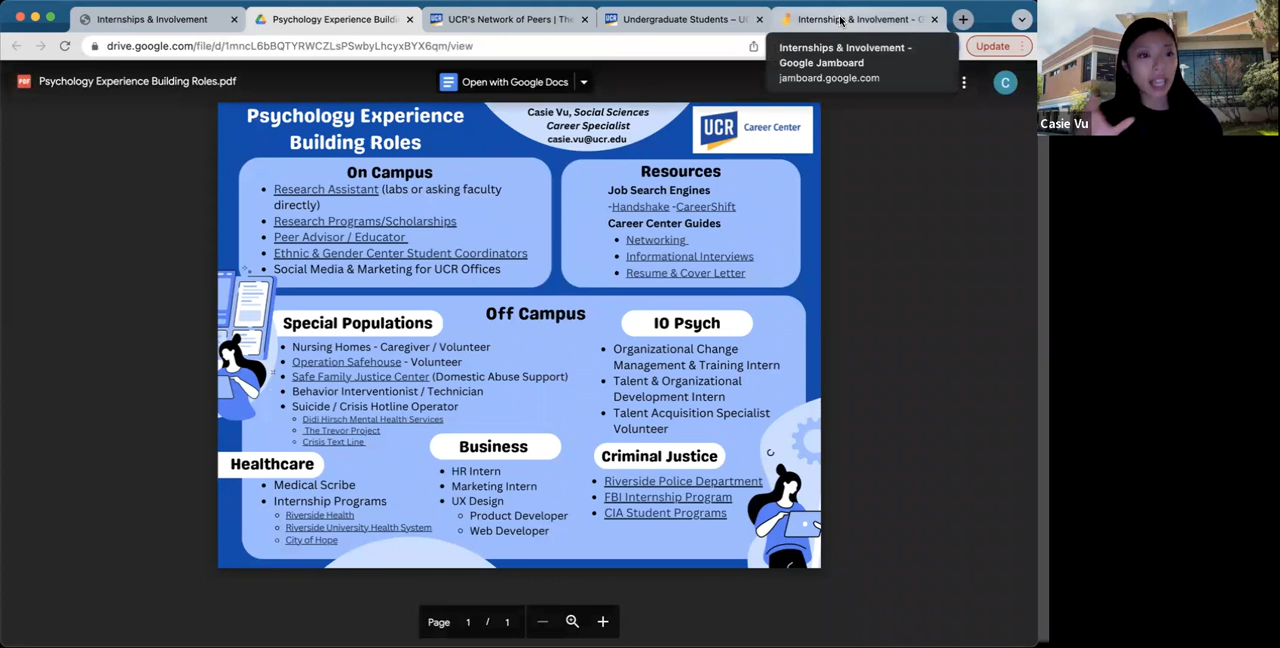 Internships & Involvement
Psychology Experience Buildi
UCR's Network of Peers | The
Undergraduate Students – U
Internships & Involvement - G
drive.google.com/file/d/1mncL6bBQTYRWCZLsPSwbyLhcyxBYX6qm/view
Update
Internships & Involvement -
Google Jamboard
jamboard.google.com
PDF
Psychology Experience Building Roles.pdf
Open with Google Docs
C
Casie Vu
Psychology Experience
Building Roles
Casie Vu, Social Sciences
Career Specialist
casie.vu@ucr.edu
UCR
Career Center
On Campus
Research Assistant (labs or asking faculty
directly)
Research Programs/Scholarships
Peer Advisor / Educator
Ethnic & Gender Center Student Coordinators
Social Media & Marketing for UCR Offices
Resources
Job Search Engines
-Handshake -CareerShift
Career Center Guides
Networking
Informational Interviews
Resume & Cover Letter
Off Campus
Special Populations
Nursing Homes - Caregiver / Volunteer
Operation Safehouse - Volunteer
Safe Family Justice Center (Domestic Abuse Support)
Behavior Interventionist / Technician
Suicide / Crisis Hotline Operator
Didi Hirsch Mental Health Services
The Trevor Project
Crisis Text Line
IO Psych
Organizational Change
Management & Training Intern
Talent & Organizational
Development Intern
Talent Acquisition Specialist
Volunteer
Healthcare
Medical Scribe
Internship Programs
Riverside Health
Riverside University Health System
City of Hope
Business
HR Intern
Marketing Intern
UX Design
Product Developer
Web Developer
Criminal Justice
Riverside Police Department
FBI Internship Program
CIA Student Programs
Page 1 / 1